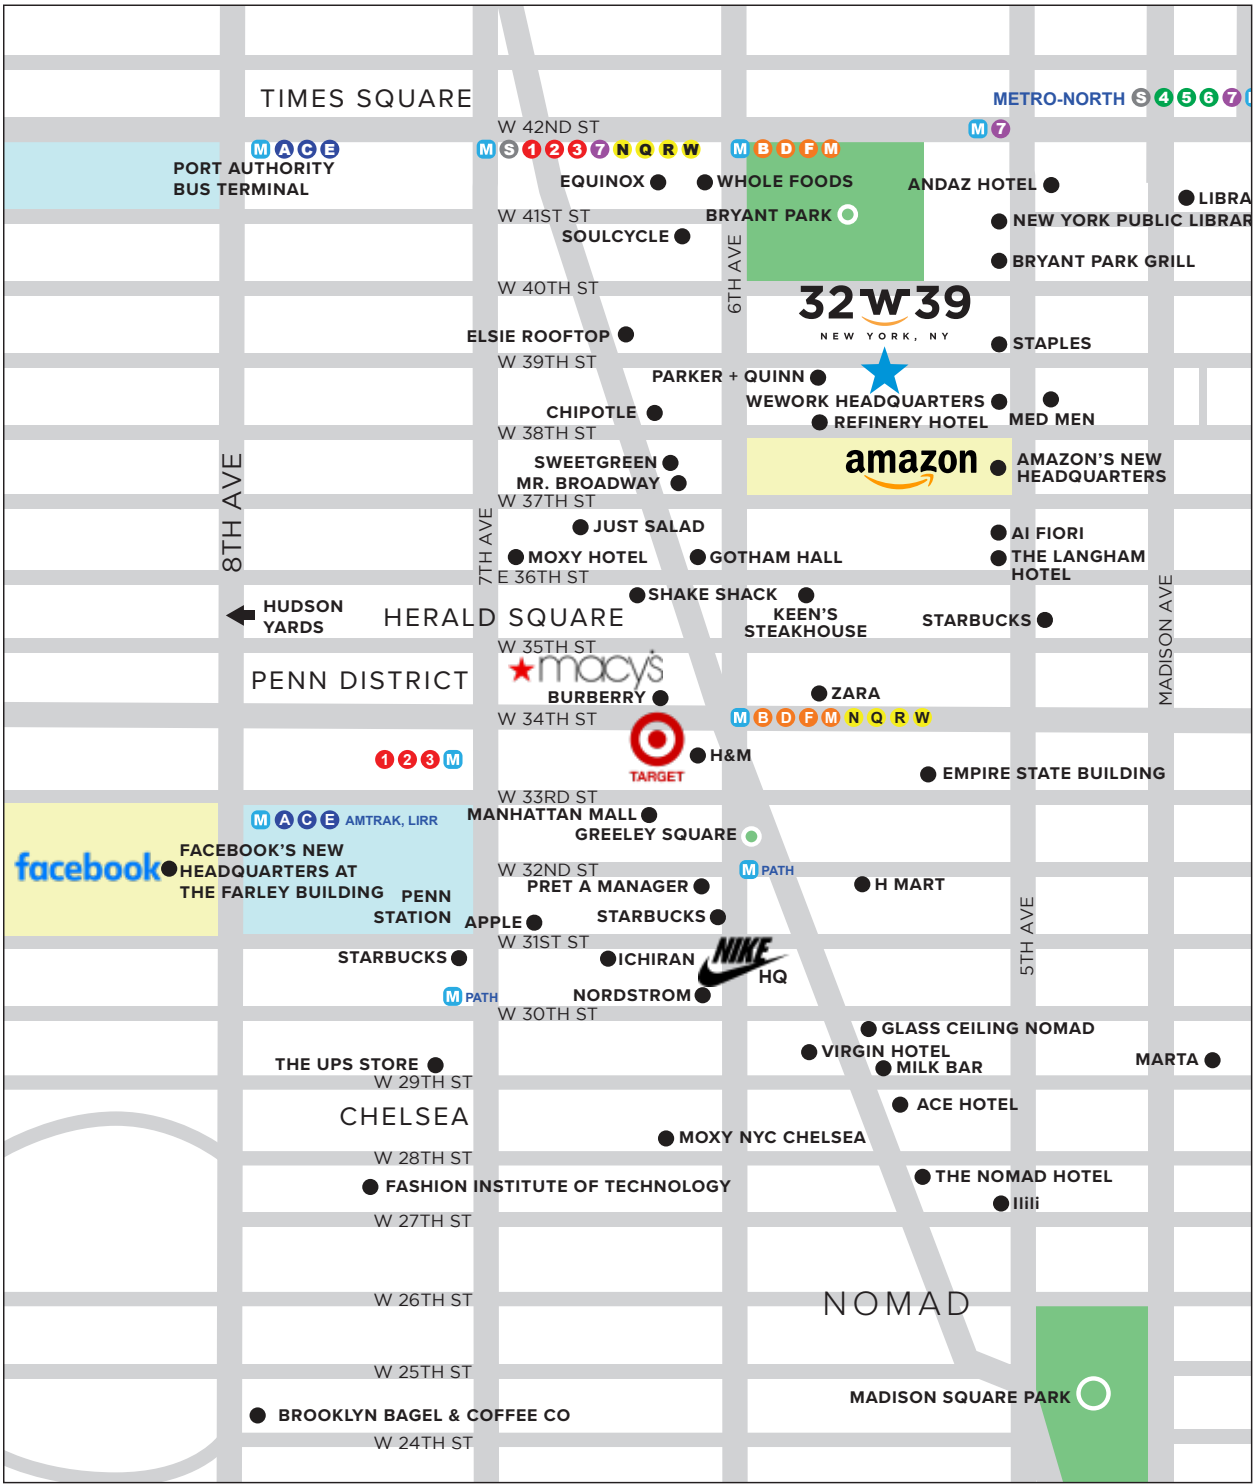 TIMES SQUARE
METRO-NORTH S 4 5 6 7
M 7
W 42ND ST
M A C E
M S 1 2 3 7 N Q R W
M B D F M
PORT AUTHORITY
BUS TERMINAL
EQUINOX
WHOLE FOODS
ANDAZ HOTEL
LIBRA
W 41ST ST
BRYANT PARK
NEW YORK PUBLIC LIBRAR
SOULCYCLE
6TH AVE
BRYANT PARK GRILL
W 40TH ST
32 W 39
NEW YORK, NY
ELSIE ROOFTOP
STAPLES
W 39TH ST
PARKER + QUINN
WEWORK HEADQUARTERS
CHIPOTLE
REFINERY HOTEL
MED MEN
W 38TH ST
8TH AVE
SWEETGREEN
MR. BROADWAY
amazon
AMAZON'S NEW
HEADQUARTERS
W 37TH ST
7TH AVE
JUST SALAD
AI FIORI
MOXY HOTEL
GOTHAM HALL
THE LANGHAM
HOTEL
E 36TH ST
MADISON AVE
HUDSON
YARDS
HERALD SQUARE
SHAKE SHACK
KEEN'S
STEAKHOUSE
STARBUCKS
W 35TH ST
macy's
PENN DISTRICT
BURBERRY
ZARA
W 34TH ST
M B D F M N Q R W
TARGET
1 2 3 M
H&M
EMPIRE STATE BUILDING
W 33RD ST
M A C E AMTRAK, LIRR
MANHATTAN MALL
GREELEY SQUARE
facebook
FACEBOOK'S NEW
HEADQUARTERS AT
THE FARLEY BUILDING
PENN
STATION
W 32ND ST
M PATH
PRET A MANAGER
H MART
APPLE
STARBUCKS
5TH AVE
W 31ST ST
STARBUCKS
ICHIRAN
NIKE
HQ
M PATH
NORDSTROM
W 30TH ST
GLASS CEILING NOMAD
VIRGIN HOTEL
THE UPS STORE
MILK BAR
MARTA
W 29TH ST
CHELSEA
ACE HOTEL
MOXY NYC CHELSEA
W 28TH ST
FASHION INSTITUTE OF TECHNOLOGY
THE NOMAD HOTEL
Ilili
W 27TH ST
W 26TH ST
NOMAD
W 25TH ST
MADISON SQUARE PARK
BROOKLYN BAGEL & COFFEE CO
W 24TH ST